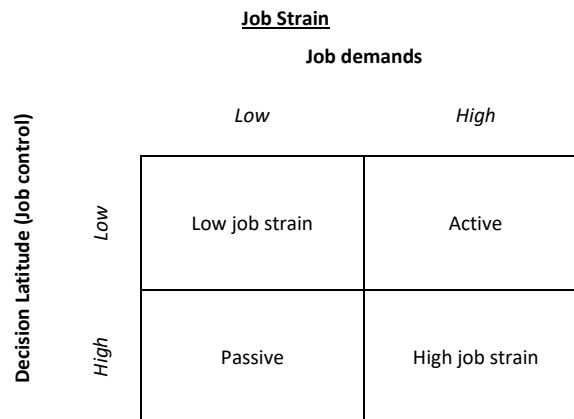 Job Strain
Job demands
Low High
Decision Latitude (Job control)
Low
Low job strain Active
High
Passive High job strain